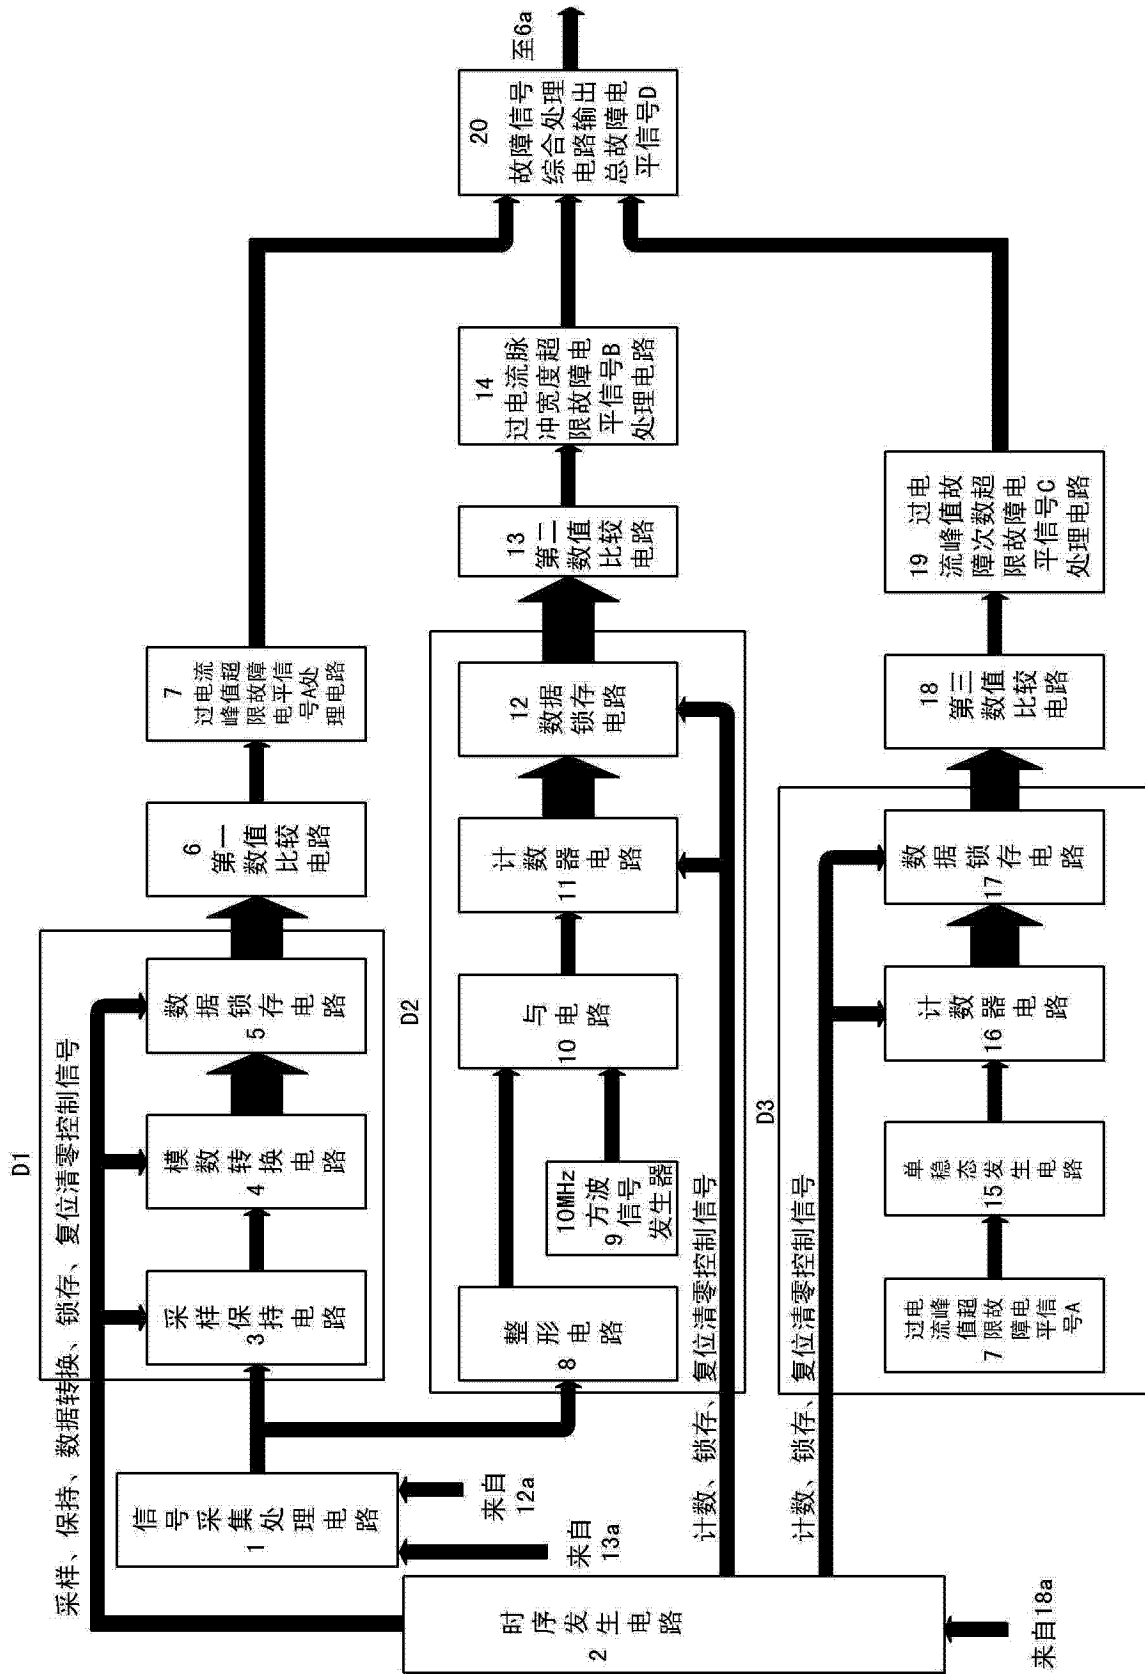 采样、保持、数据转换、锁存、复位清零控制信号
D1
信号
采集
1 处理
电路
来自
12a
来自
13a
时序
发生
2 电路
来自18a
采样
保持
3 电路
模数
转换
4 电路
数据
锁存
5 电路
6
第一
数值
比较
电路
7
过电流
峰值超
限故障
电平信
号A处
理电路
D2
整形
电路
8
10MHz
方波
9 信号
发生器
与
电路
10
计数
器电
11 路
12
数据
锁存
电路
13
第二
数值
比较
电路
14
过电流脉
冲宽度超
限故障电
平信号B
处理电路
计数、锁存、复位清零控制信号
D3
计数、锁存、复位清零控制信号
过电
流峰
值超
7 限故
障电
平信
号A
单稳
态发
15 生电
路
计数
器电
16 路
数据
锁存
17 电路
18
第三
数值
比较
电路
19 过电
流峰值故
障次数超
限故障电
平信号C
处理电路
20
故障信号
综合处理
电路输出
总故障电
平信号D
至6a